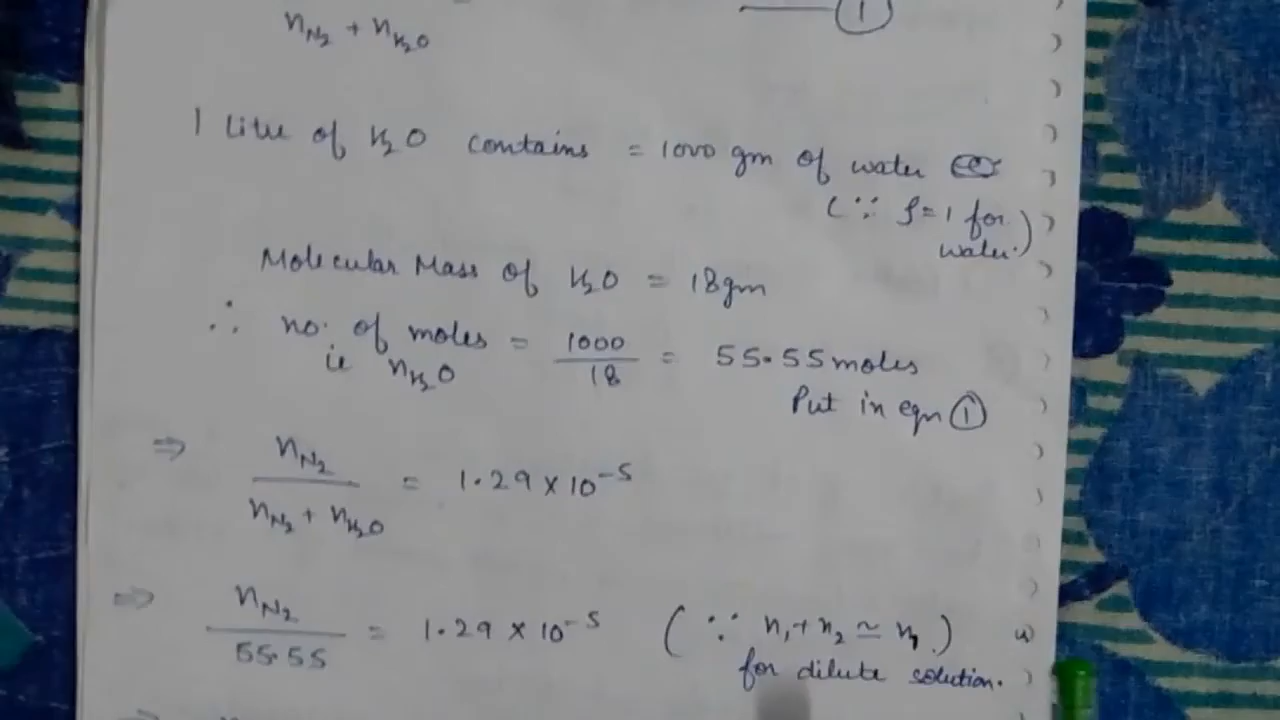 n_N₂ + n_H₂O ——— ①
1 Litre of H₂O contains = 1000 gm of water
(∵ ρ=1 for water.)
Molecular Mass of H₂O = 18gm
∴ no. of moles = 1000/18 = 55.55 moles
ie n_H₂O
Put in eqn ①
⇒ n_N₂ / (n_N₂ + n_H₂O) = 1.29 × 10⁻⁵
⇒ n_N₂ / 55.55 = 1.29 × 10⁻⁵ (∵ n₁+n₂ ≃ n₁)
for dilute solution.